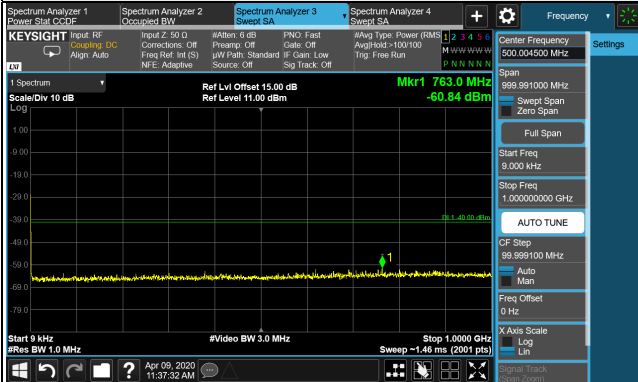 Spectrum Analyzer 1
Power Stat CCDF
Spectrum Analyzer 2
Occupied BW
Spectrum Analyzer 3
Swept SA
Spectrum Analyzer 4
Swept SA
Frequency
KEYSIGHT
LXI
Input: RF
Coupling: DC
Align: Auto
Input Z: 50 Ω
Corrections: Off
Freq Ref: Int (S)
NFE: Adaptive
#Atten: 6 dB
Preamp: Off
µW Path: Standard
Source: Off
PNO: Fast
Gate: Off
IF Gain: Low
Sig Track: Off
#Avg Type: Power (RMS
Avg|Hold:>100/100
Trig: Free Run
1 2 3 4 5 6
M W W W W W
P N N N N N
1 Spectrum
Scale/Div 10 dB
Log
Ref Lvl Offset 15.00 dB
Ref Level 11.00 dBm
Mkr1 763.0 MHz
-60.84 dBm
1.00
-9.00
-19.0
-29.0
-39.0
DL1 -40.00 dBm
-49.0
1
-59.0
-69.0
-79.0
Start 9 kHz
#Res BW 1.0 MHz
#Video BW 3.0 MHz
Stop 1.0000 GHz
Sweep ~1.46 ms (2001 pts)
Apr 09, 2020
11:37:32 AM
Center Frequency
500.004500 MHz
Settings
Span
999.991000 MHz
Swept Span
Zero Span
Full Span
Start Freq
9.000 kHz
Stop Freq
1.000000000 GHz
AUTO TUNE
CF Step
99.999100 MHz
Auto
Man
Freq Offset
0 Hz
X Axis Scale
Log
Lin
Signal Track
(Span Zoom)